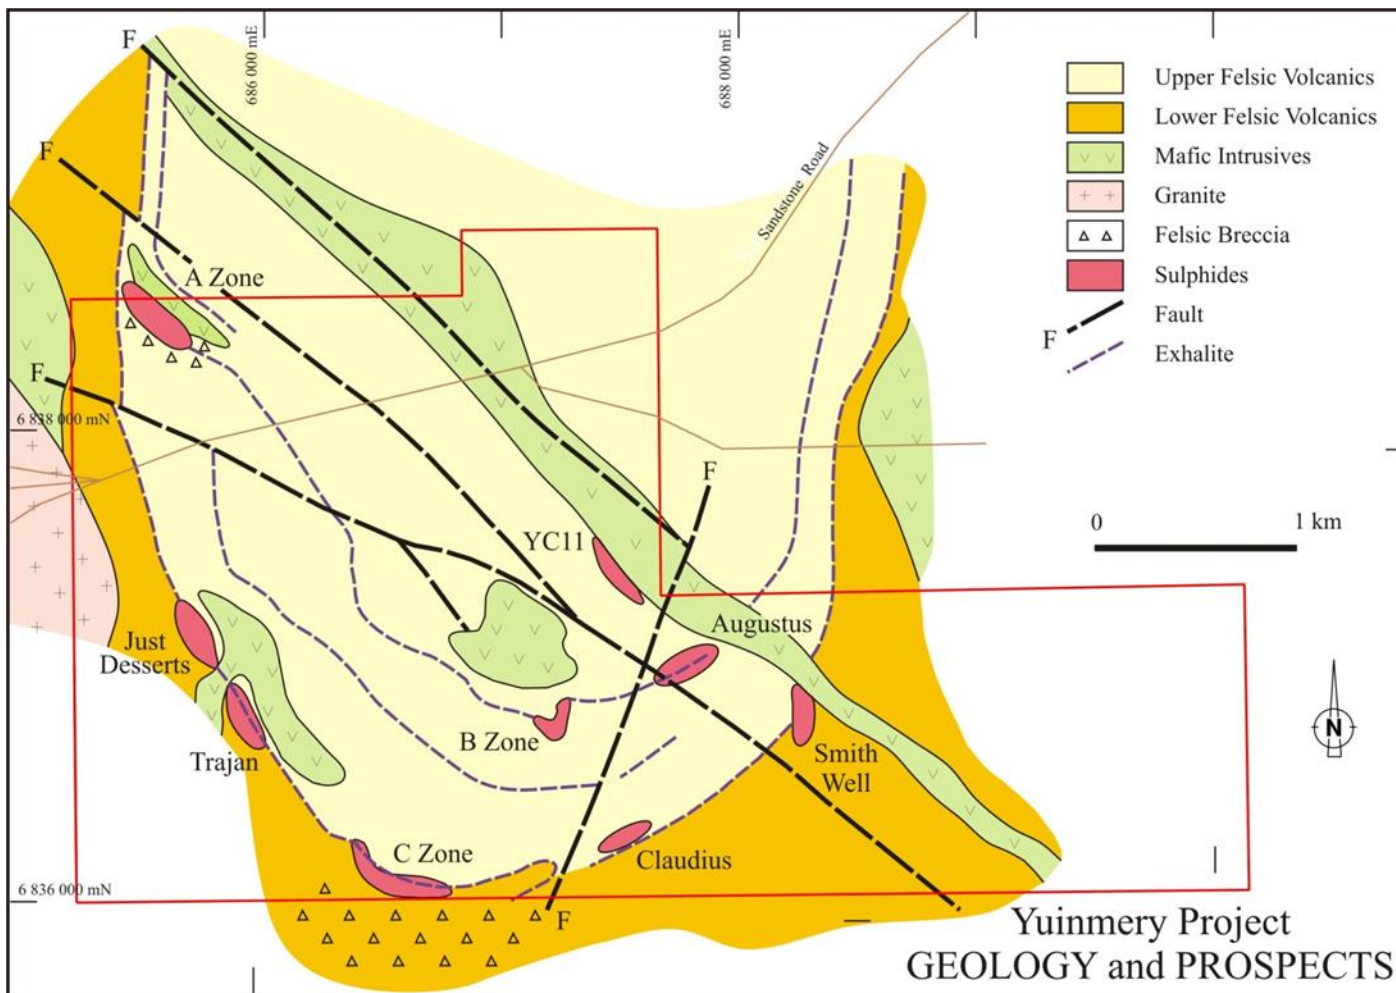 F
686 000 mE
688 000 mE
Upper Felsic Volcanics
Lower Felsic Volcanics
Mafic Intrusives
Granite
Felsic Breccia
Sulphides
F
Fault
Exhalite
F
Sandstone Road
A Zone
F
6 838 000 mN
F
0
1 km
YC11
Augustus
Just
Desserts
B Zone
Smith
Well
Trajan
N
C Zone
Claudius
6 836 000 mN
F
Yuinmery Project
GEOLOGY and PROSPECTS